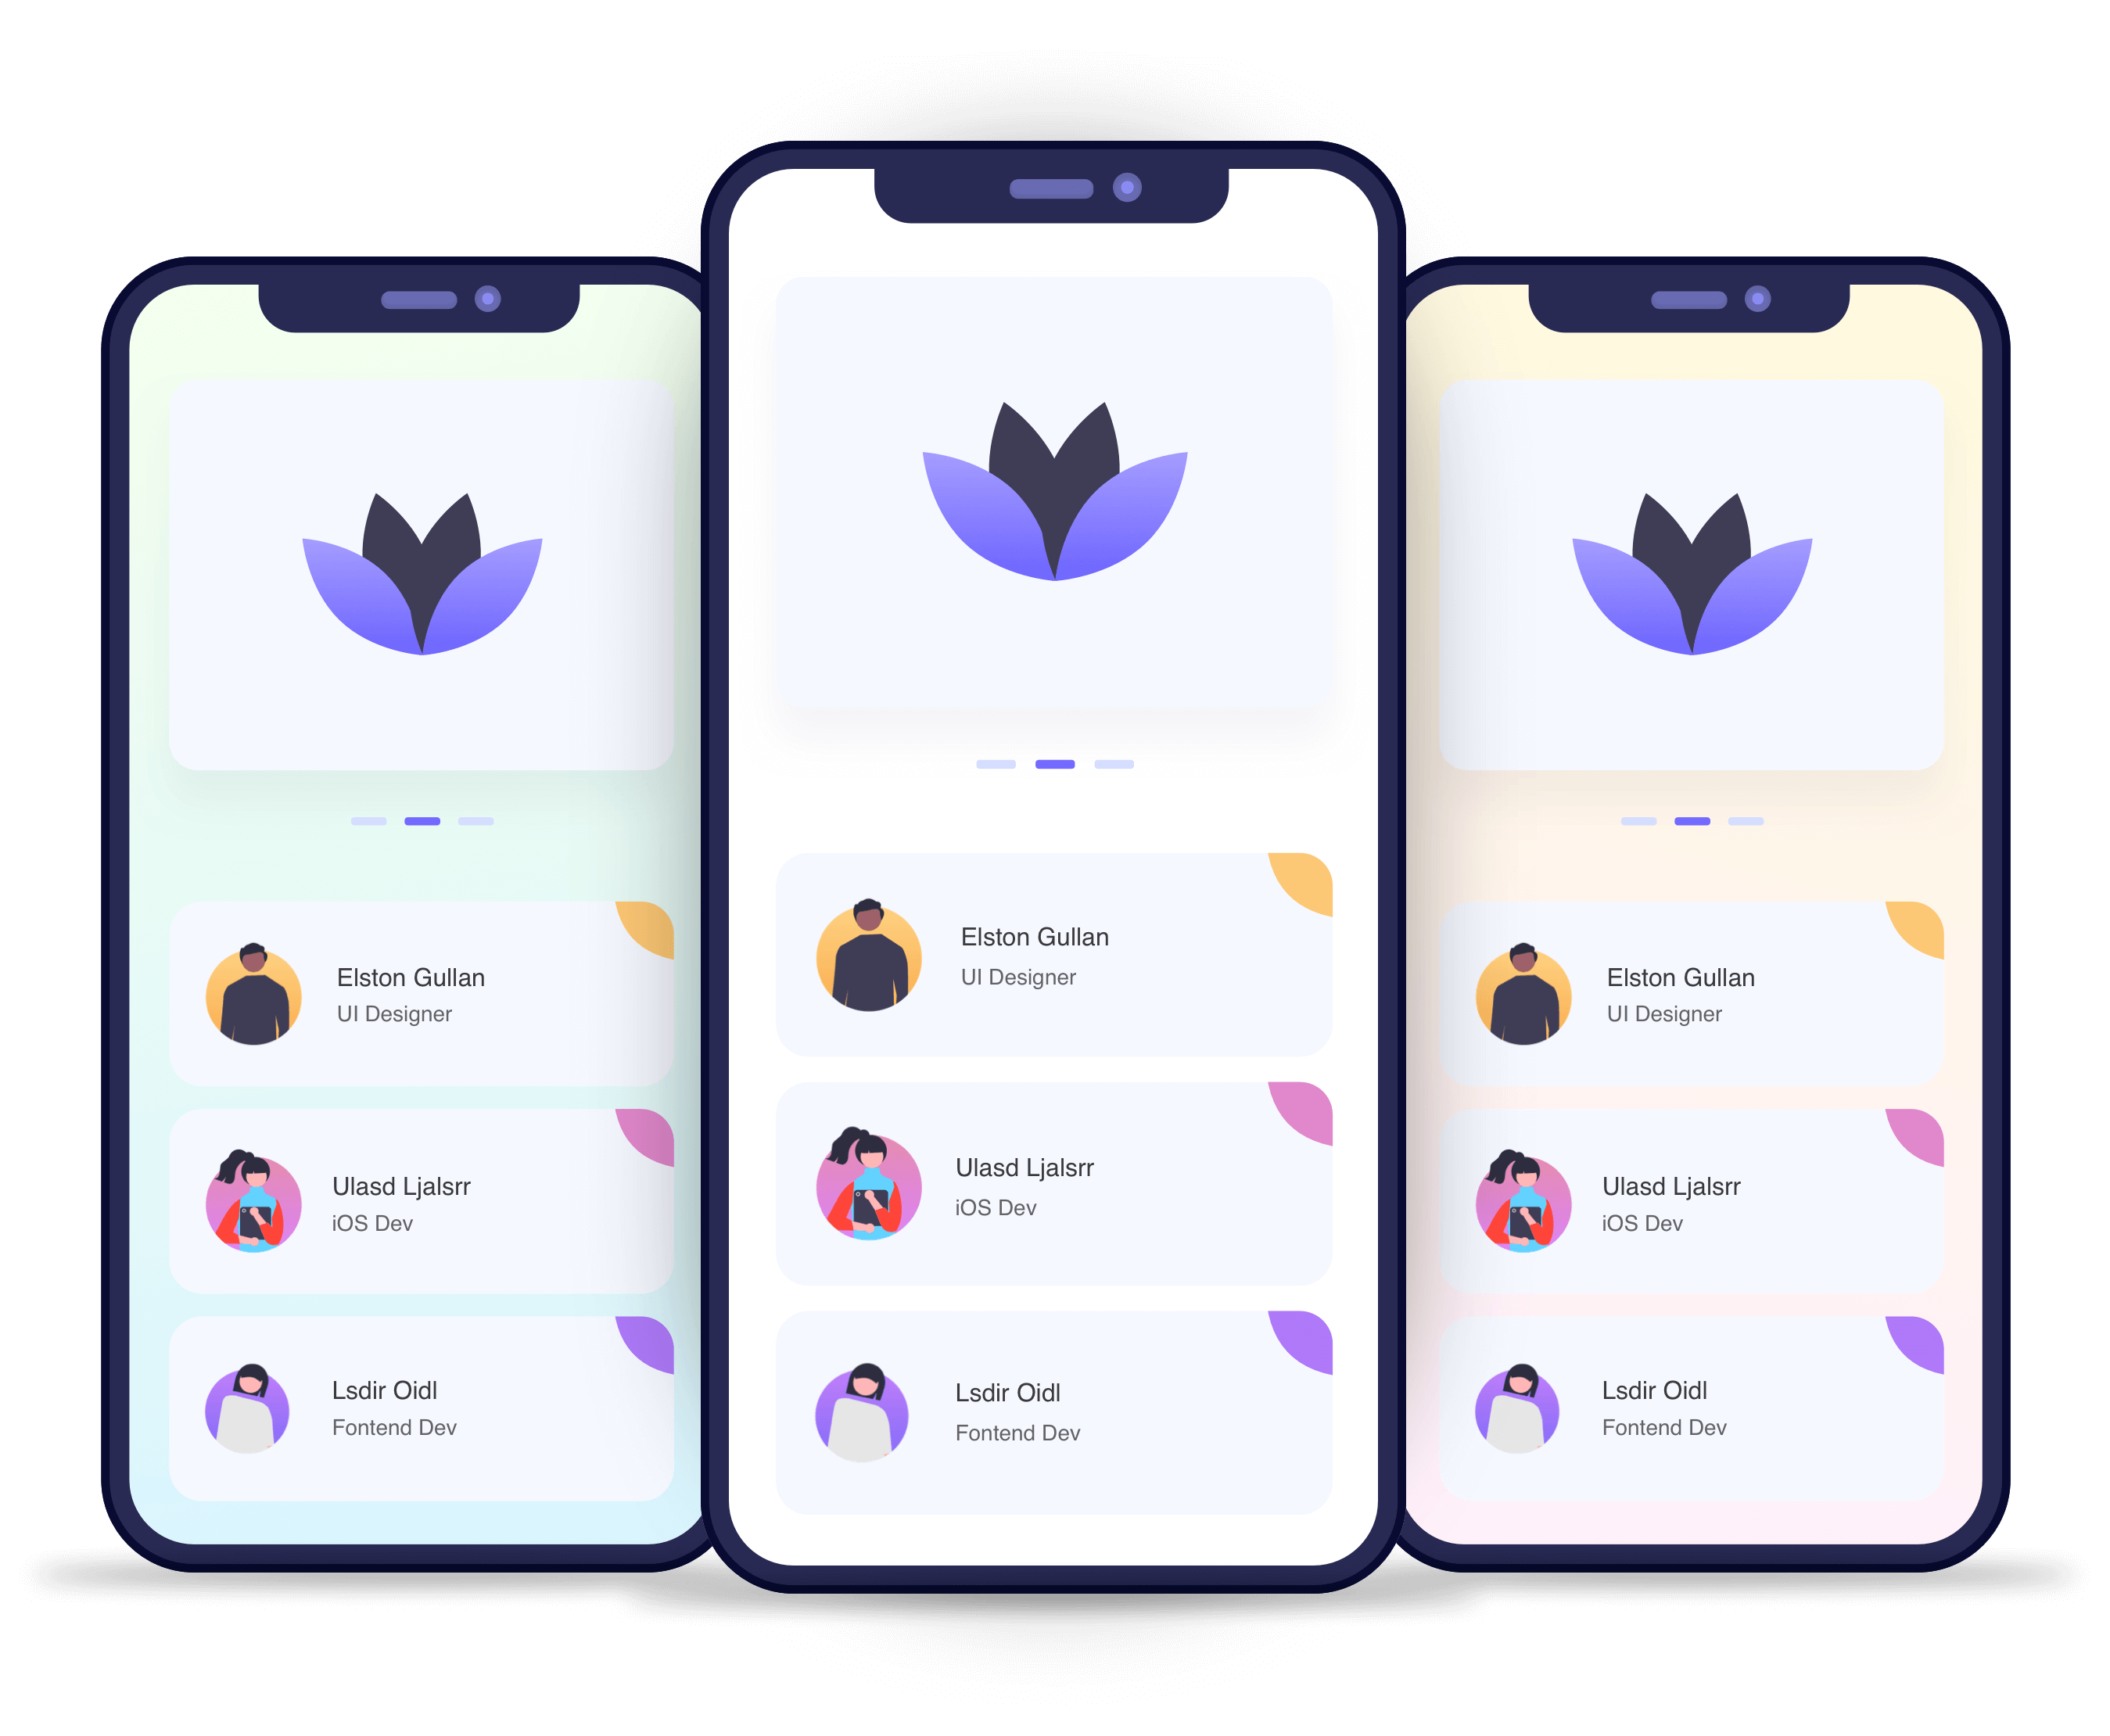 Elston Gullan
UI Designer
Ulasd Ljalsrr
iOS Dev
Lsdir Oidl
Fontend Dev
Elston Gullan
UI Designer
Ulasd Ljalsrr
iOS Dev
Lsdir Oidl
Fontend Dev
Elston Gullan
UI Designer
Ulasd Ljalsrr
iOS Dev
Lsdir Oidl
Fontend Dev